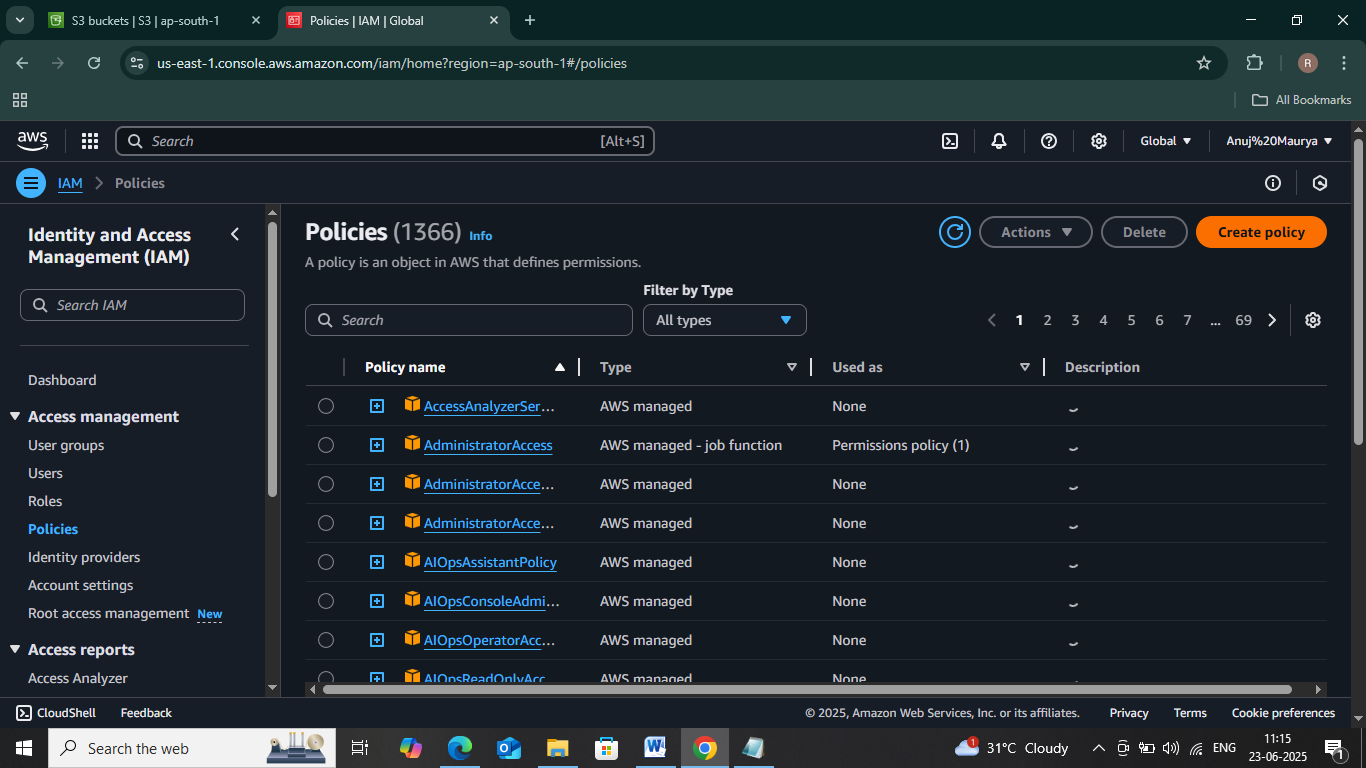 S3 buckets | S3 | ap-south-1
Policies | IAM | Global
us-east-1.console.aws.amazon.com/iam/home?region=ap-south-1#/policies
R
All Bookmarks
aws
Search [Alt+S]
Global
Anuj%20Maurya
IAM > Policies
Identity and Access
Management (IAM)
Search IAM
Dashboard
Access management
User groups
Users
Roles
Policies
Identity providers
Account settings
Root access management New
Access reports
Access Analyzer
Policies (1366) Info
Actions
Delete
Create policy
A policy is an object in AWS that defines permissions.
Filter by Type
Search
All types
1 2 3 4 5 6 7 ... 69
Policy name Type Used as Description
AccessAnalyzerSer... AWS managed None
AdministratorAccess AWS managed - job function Permissions policy (1)
AdministratorAcce... AWS managed None
AdministratorAcce... AWS managed None
AIOpsAssistantPolicy AWS managed None
AIOpsConsoleAdmi... AWS managed None
AIOpsOperatorAcc... AWS managed None
AIOpsReadOnlyAcc... AWS managed None
CloudShell Feedback © 2025, Amazon Web Services, Inc. or its affiliates. Privacy Terms Cookie preferences
Search the web
1
31°C Cloudy
ENG
11:15
23-06-2025
1